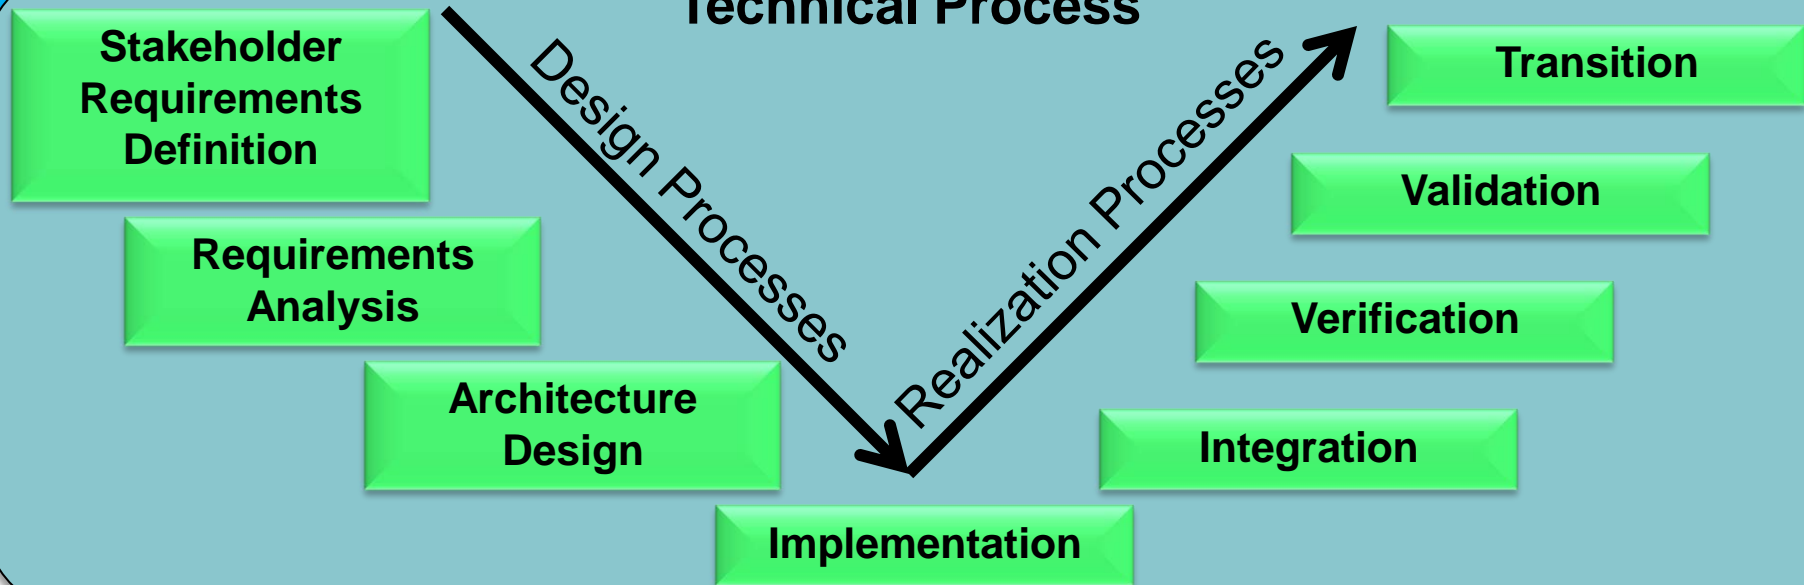 Technical Process
Stakeholder
Requirements
Definition
Requirements
Analysis
Architecture
Design
Implementation
Design Processes
Realization Processes
Transition
Validation
Verification
Integration